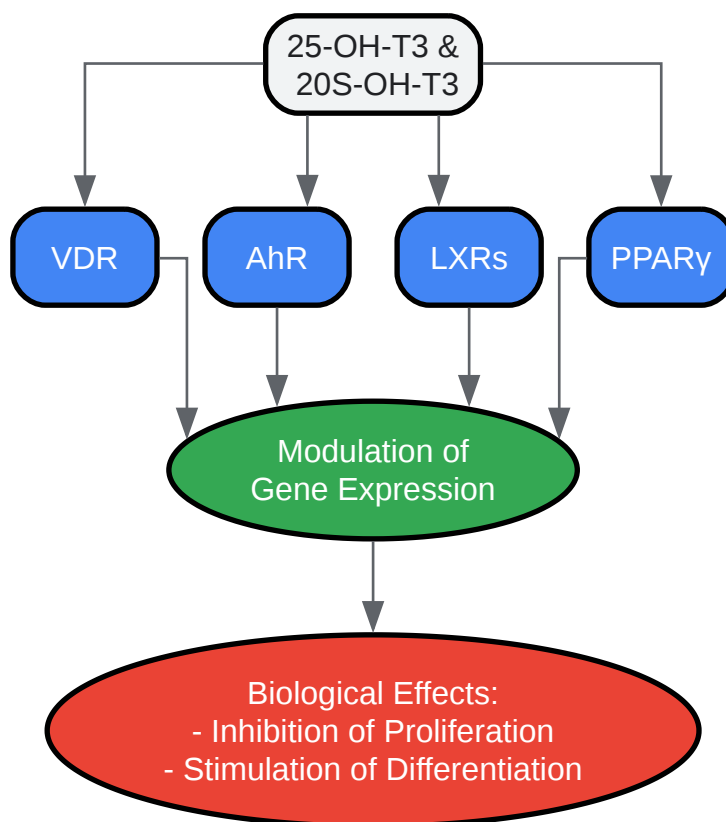 25-OH-T3 &
20S-OH-T3
VDR
AhR
LXRs
PPARγ
Modulation of
Gene Expression
Biological Effects:
- Inhibition of Proliferation
- Stimulation of Differentiation